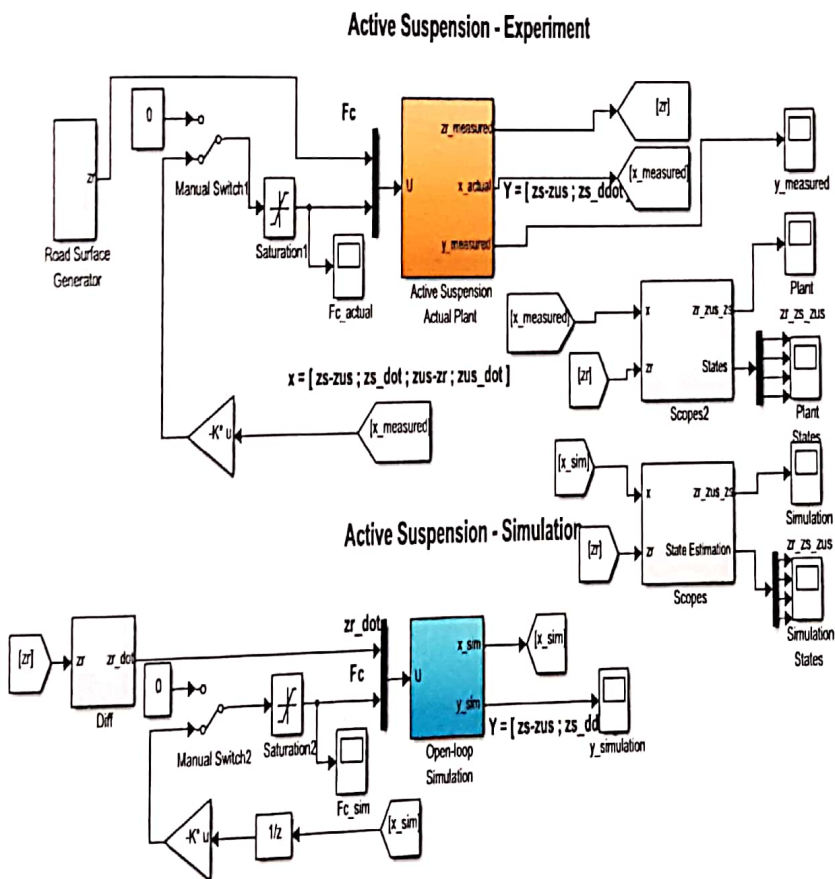 Active Suspension - Experiment
zr
Road Surface
Generator
0
Manual Switch1
Saturation1
Fc_actual
Fc
U
zr_measured
x_actual
y_measured
Active Suspension
Actual Plant
[zr]
[x_measured]
Y = [ zs-zus ; zs_ddot
y_measured
[x_measured]
[zr]
x
zr
zr_zus_zs
States
Scopes2
Plant
zr_zs_zus
Plant
States
x = [ zs-zus ; zs_dot ; zus-zr ; zus_dot ]
-K* u
[x_measured]
[x_sim]
[zr]
x
zr
zr_zus_zs
State Estimation
Scopes
Simulation
zr_zs_zus
Simulation
States
Active Suspension - Simulation
[zr]
zr
zr_dot
Diff
0
Manual Switch2
Saturation2
Fc_sim
zr_dot
Fc
U
x_sim
y_sim
Open-loop
Simulation
[x_sim]
Y = [ zs-zus ; zs_dd
y_simulation
-K* u
1/z
[x_sim]